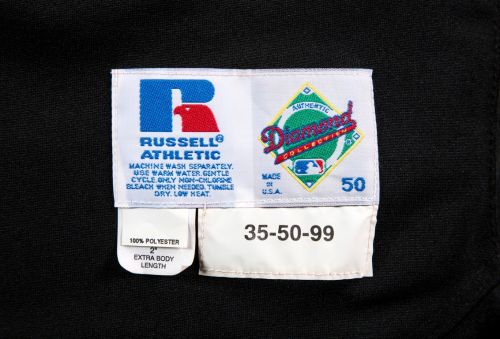 RUSSELL®
ATHLETIC
MACHINE WASH SEPARATELY.
USE WARM WATER, GENTLE
CYCLE, ONLY NON-CHLORINE
BLEACH WHEN NEEDED. TUMBLE
DRY. LOW HEAT.
AUTHENTIC
Diamond
COLLECTION
MADE IN
U.S.A.
50
100% POLYESTER
2"
EXTRA BODY
LENGTH
35-50-99